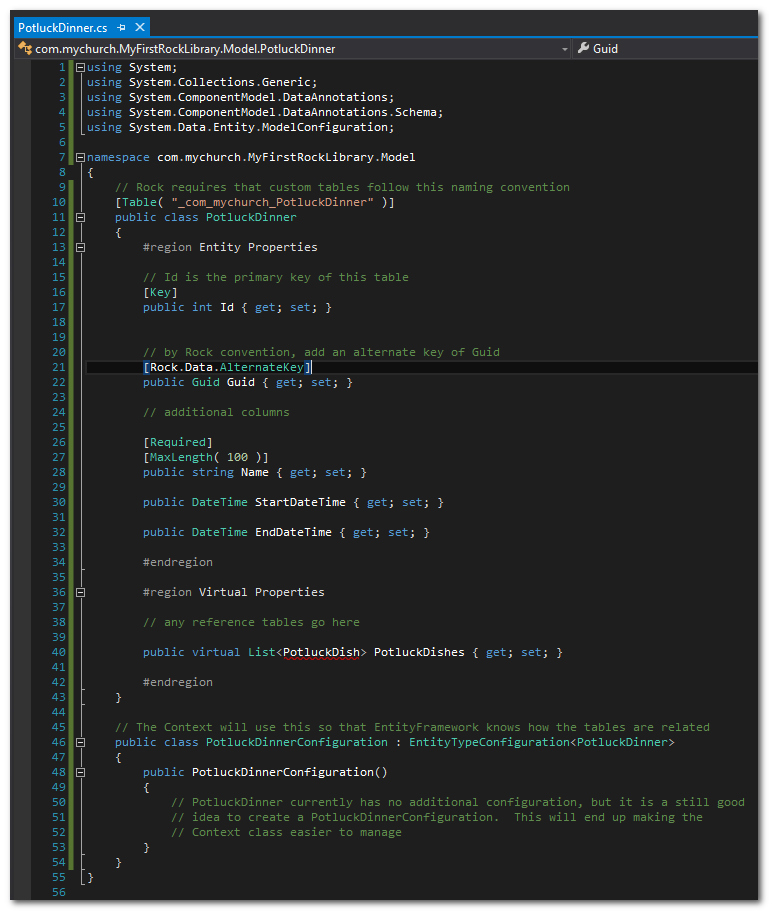 PotluckDinner.cs
com.mychurch.MyFirstRockLibrary.Model.PotluckDinner Guid
1 using System;
2 using System.Collections.Generic;
3 using System.ComponentModel.DataAnnotations;
4 using System.ComponentModel.DataAnnotations.Schema;
5 using System.Data.Entity.ModelConfiguration;
6
7 namespace com.mychurch.MyFirstRockLibrary.Model
8 {
9 // Rock requires that custom tables follow this naming convention
10 [Table( "_com_mychurch_PotluckDinner" )]
11 public class PotluckDinner
12 {
13 #region Entity Properties
14
15 // Id is the primary key of this table
16 [Key]
17 public int Id { get; set; }
18
19
20 // by Rock convention, add an alternate key of Guid
21 [Rock.Data.AlternateKey]
22 public Guid Guid { get; set; }
23
24 // additional columns
25
26 [Required]
27 [MaxLength( 100 )]
28 public string Name { get; set; }
29
30 public DateTime StartDateTime { get; set; }
31
32 public DateTime EndDateTime { get; set; }
33
34 #endregion
35
36 #region Virtual Properties
37
38 // any reference tables go here
39
40 public virtual List<PotluckDish> PotluckDishes { get; set; }
41
42 #endregion
43 }
44
45 // The Context will use this so that EntityFramework knows how the tables are related
46 public class PotluckDinnerConfiguration : EntityTypeConfiguration<PotluckDinner>
47 {
48 public PotluckDinnerConfiguration()
49 {
50 // PotluckDinner currently has no additional configuration, but it is a still good
51 // idea to create a PotluckDinnerConfiguration.  This will end up making the
52 // Context class easier to manage
53 }
54 }
55 }
56